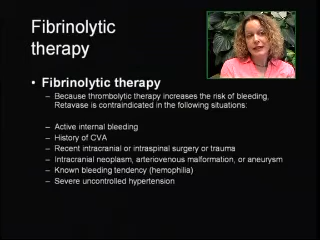 Fibrinolytic
therapy
• Fibrinolytic therapy
– Because thrombolytic therapy increases the risk of bleeding,
Retavase is contraindicated in the following situations:
– Active internal bleeding
– History of CVA
– Recent intracranial or intraspinal surgery or trauma
– Intracranial neoplasm, arteriovenous malformation, or aneurysm
– Known bleeding tendency (hemophilia)
– Severe uncontrolled hypertension